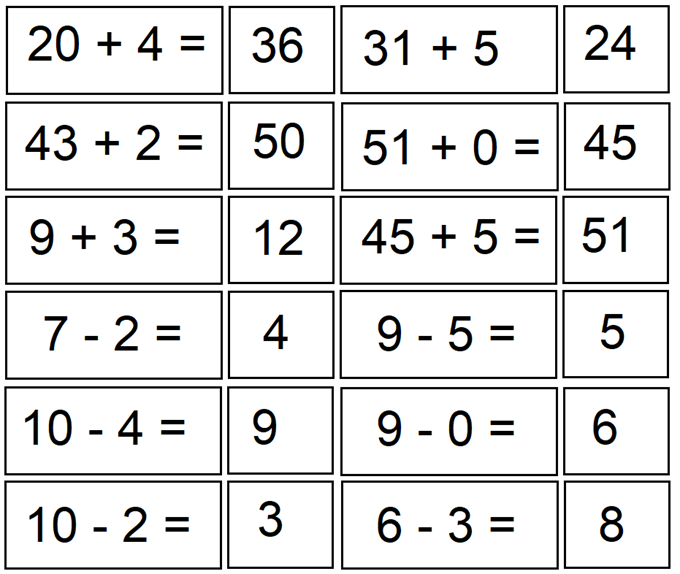 20 + 4 = 36 31 + 5 24
43 + 2 = 50 51 + 0 = 45
9 + 3 = 12 45 + 5 = 51
7 - 2 = 4 9 - 5 = 5
10 - 4 = 9 9 - 0 = 6
10 - 2 = 3 6 - 3 = 8